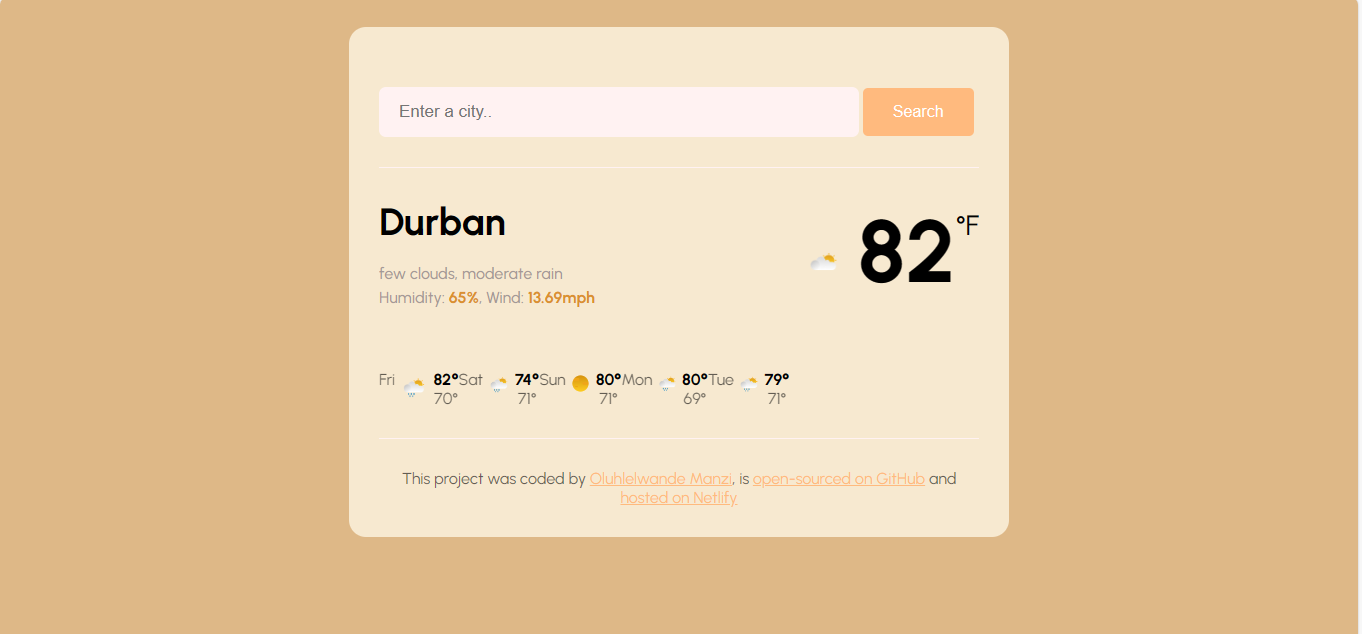 Enter a city..
Search
Durban
82 °F
few clouds, moderate rain
Humidity: 65%, Wind: 13.69mph
Fri 82° Sat 74° Sun 80° Mon 80° Tue 79°
70° 71° 71° 69° 71°
This project was coded by Oluhlelwande Manzi, is open-sourced on GitHub and
hosted on Netlify